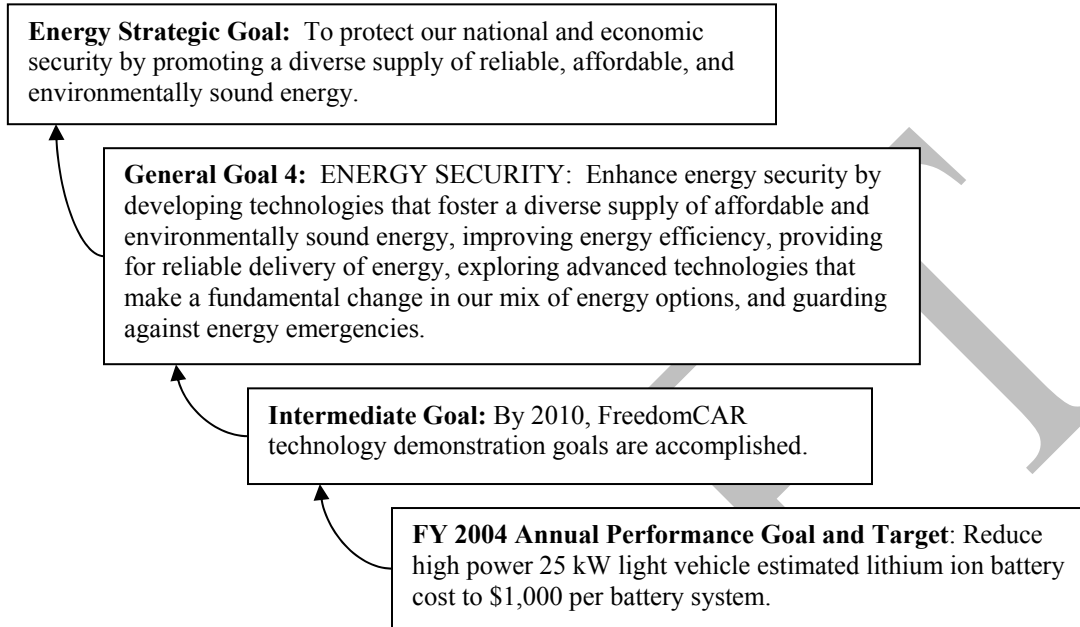 Energy Strategic Goal: To protect our national and economic
security by promoting a diverse supply of reliable, affordable, and
environmentally sound energy.
General Goal 4: ENERGY SECURITY: Enhance energy security by
developing technologies that foster a diverse supply of affordable and
environmentally sound energy, improving energy efficiency, providing
for reliable delivery of energy, exploring advanced technologies that
make a fundamental change in our mix of energy options, and guarding
against energy emergencies.
Intermediate Goal: By 2010, FreedomCAR
technology demonstration goals are accomplished.
FY 2004 Annual Performance Goal and Target: Reduce
high power 25 kW light vehicle estimated lithium ion battery
cost to $1,000 per battery system.